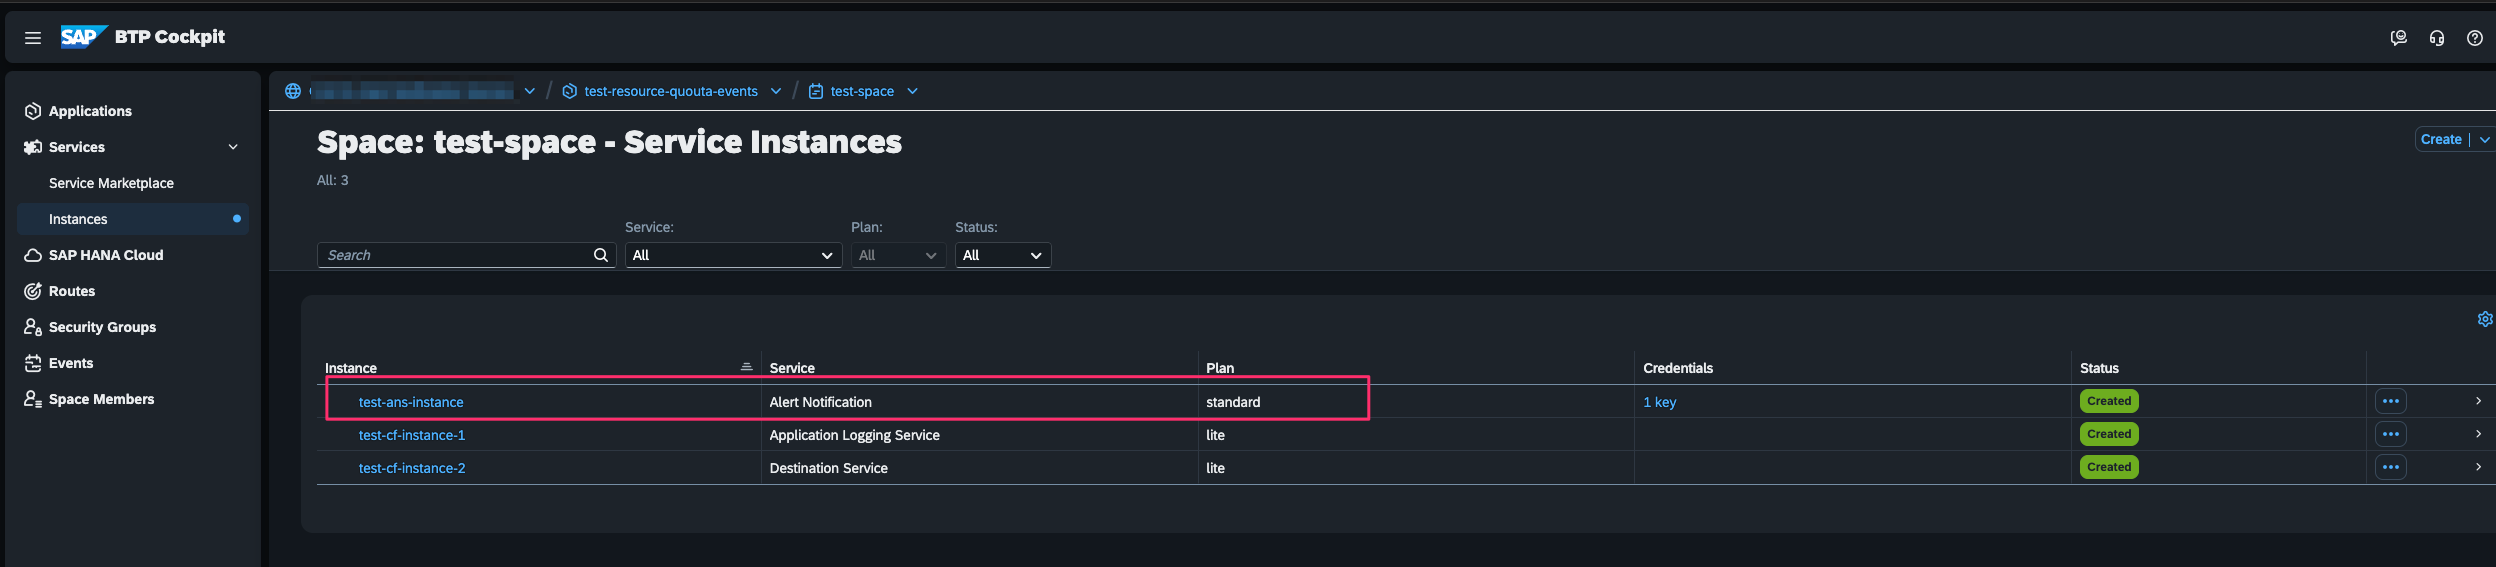 SAP BTP Cockpit
test-resource-quouta-events / test-space
Applications
Services
Service Marketplace
Instances
SAP HANA Cloud
Routes
Security Groups
Events
Space Members
Space: test-space - Service Instances
Create
All: 3
Service: Plan: Status:
Search All All All
Instance Service Plan Credentials Status
test-ans-instance Alert Notification standard 1 key Created
test-cf-instance-1 Application Logging Service lite Created
test-cf-instance-2 Destination Service lite Created